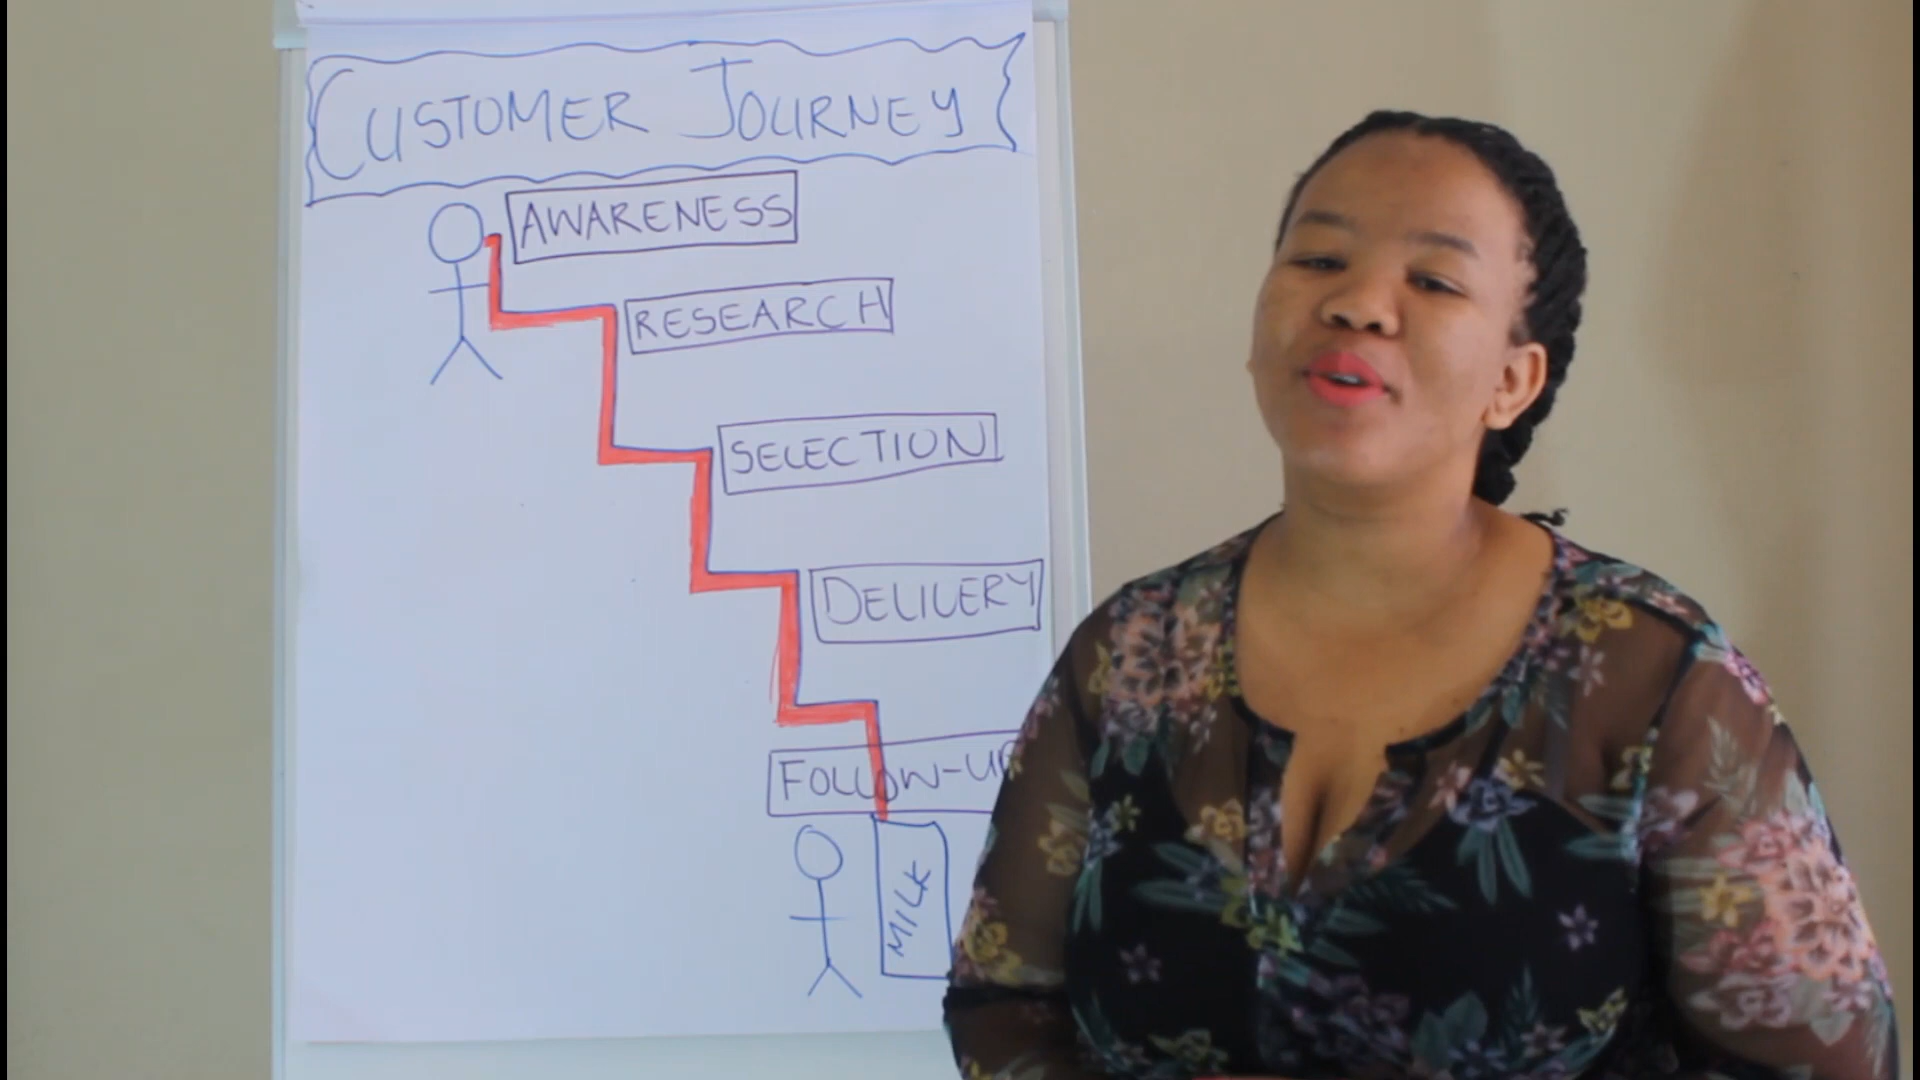 CUSTOMER JOURNEY
AWARENESS
RESEARCH
SELECTION
DELIVERY
FOLLOW-UP
MILK